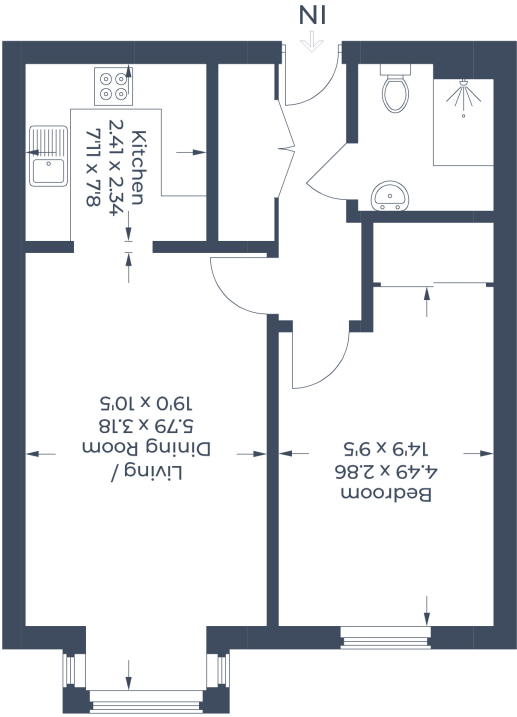 IN
Kitchen
2.41 x 2.34
7'11 x 7'8
Living /
Dining Room
5.79 x 3.18
19'0 x 10'5
Bedroom
4.49 x 2.86
14'9 x 9'5